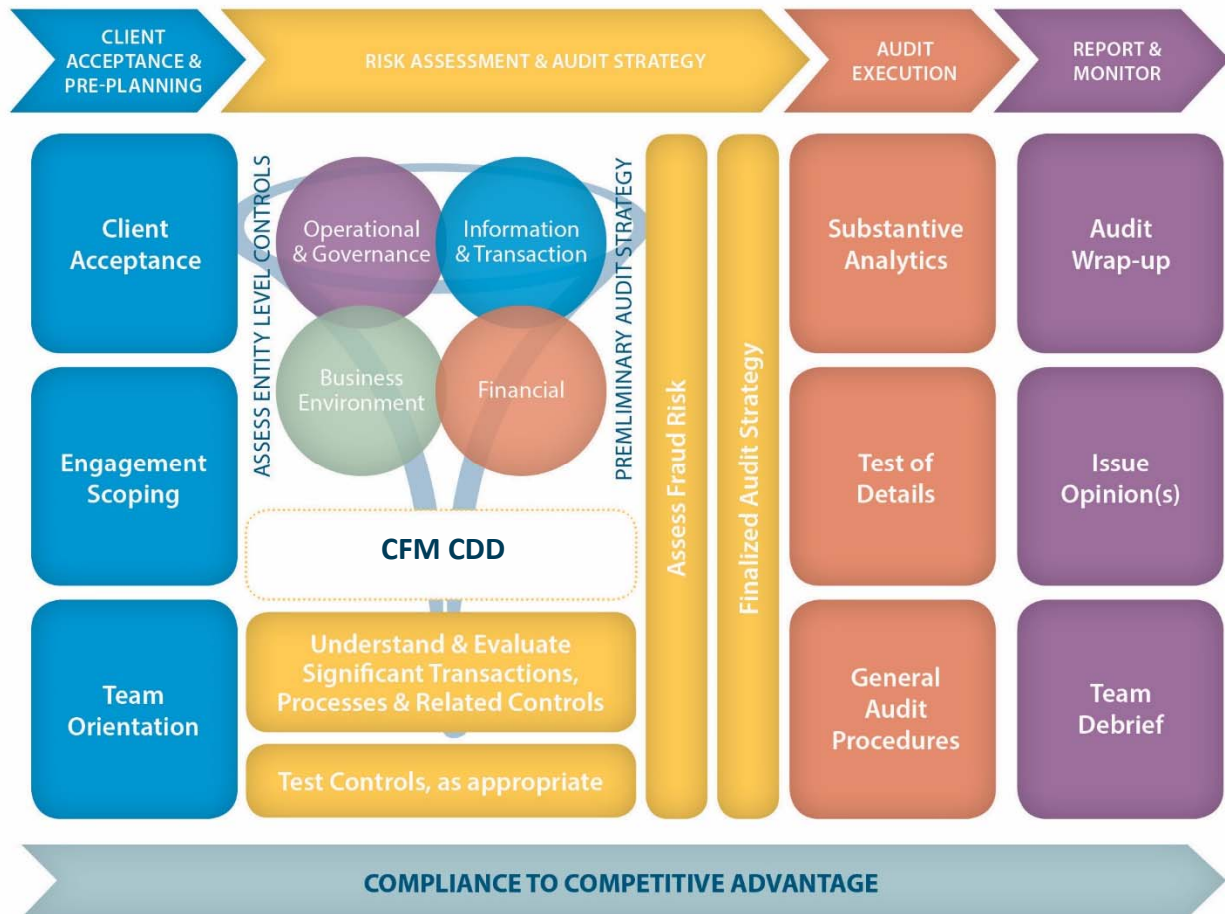 CLIENT
ACCEPTANCE &
PRE-PLANNING
RISK ASSESSMENT & AUDIT STRATEGY
AUDIT
EXECUTION
REPORT &
MONITOR
Client
Acceptance
Engagement
Scoping
Team
Orientation
ASSESS ENTITY LEVEL CONTROLS
Operational
& Governance
Information
& Transaction
Business
Environment
Financial
PREMLIMINARY AUDIT STRATEGY
CFM CDD
Understand & Evaluate
Significant Transactions,
Processes & Related Controls
Test Controls, as appropriate
Assess Fraud Risk
Finalized Audit Strategy
Substantive
Analytics
Test of
Details
General
Audit
Procedures
Audit
Wrap-up
Issue
Opinion(s)
Team
Debrief
COMPLIANCE TO COMPETITIVE ADVANTAGE